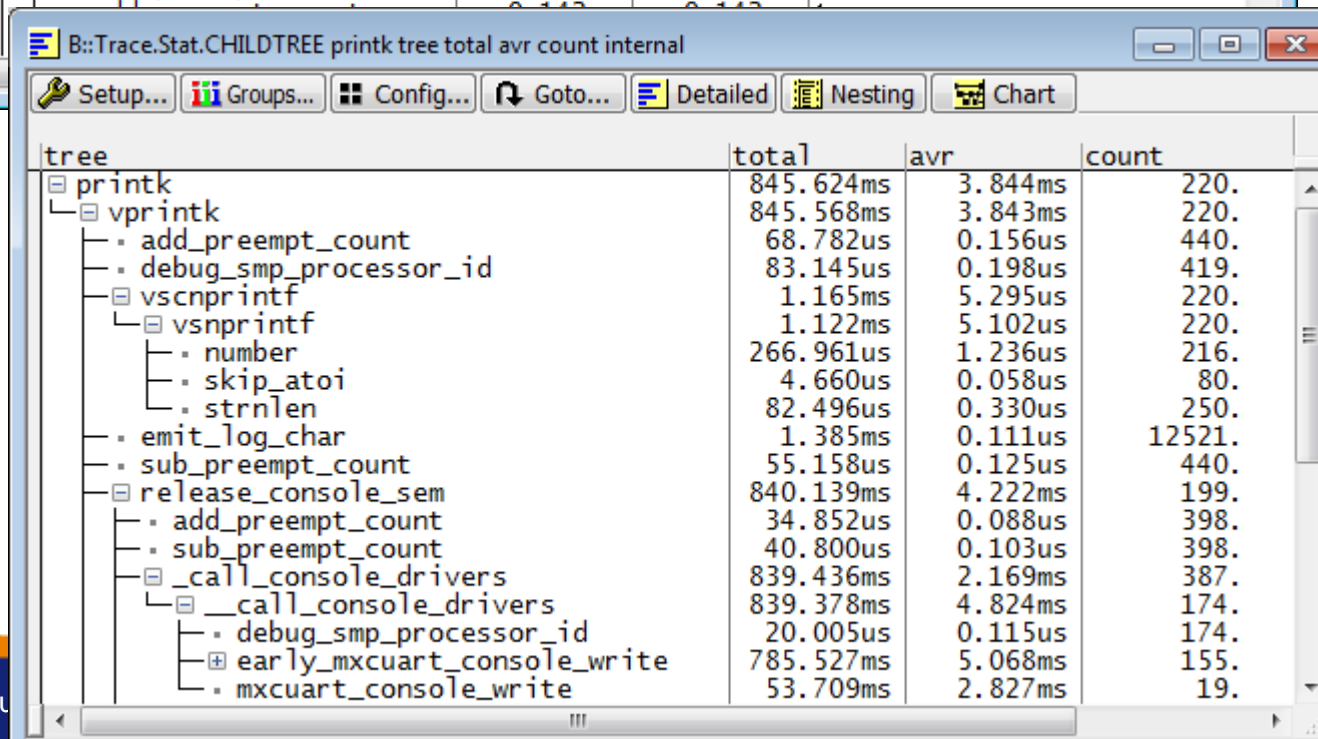 B::Trace.Stat.CHILDTREE printk tree total avr count internal
Setup... Groups... Config... Goto... Detailed Nesting Chart
tree total avr count
printk 845.624ms 3.844ms 220.
vprintk 845.568ms 3.843ms 220.
add_preempt_count 68.782us 0.156us 440.
debug_smp_processor_id 83.145us 0.198us 419.
vscnprintf 1.165ms 5.295us 220.
vsnprintf 1.122ms 5.102us 220.
number 266.961us 1.236us 216.
skip_atoi 4.660us 0.058us 80.
strnlen 82.496us 0.330us 250.
emit_log_char 1.385ms 0.111us 12521.
sub_preempt_count 55.158us 0.125us 440.
release_console_sem 840.139ms 4.222ms 199.
add_preempt_count 34.852us 0.088us 398.
sub_preempt_count 40.800us 0.103us 398.
_call_console_drivers 839.436ms 2.169ms 387.
__call_console_drivers 839.378ms 4.824ms 174.
debug_smp_processor_id 20.005us 0.115us 174.
early_mxcuart_console_write 785.527ms 5.068ms 155.
mxcuart_console_write 53.709ms 2.827ms 19.